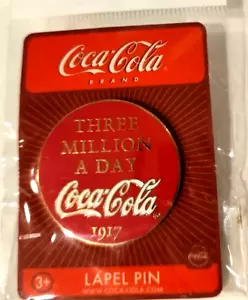 Coca-Cola
BRAND
THREE
MILLION
A DAY
Coca-Cola
1917
3+
LAPEL PIN
WWW.COCA-COLA.COM